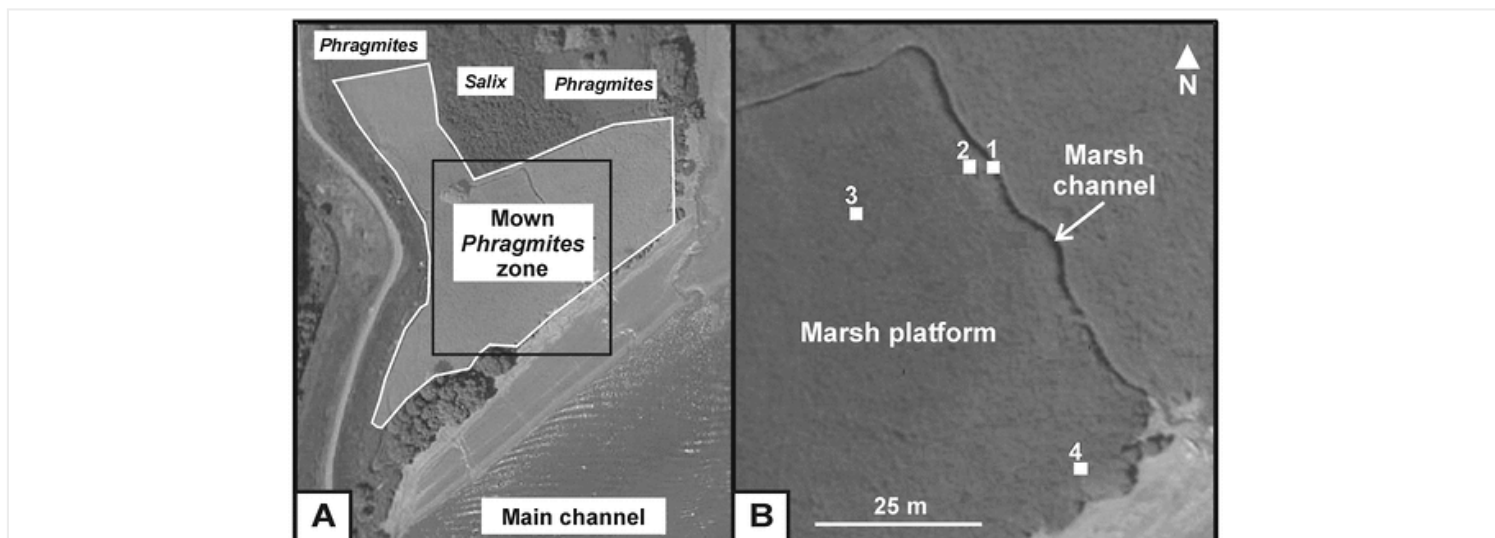 Phragmites
Salix
Phragmites
Mown
Phragmites
zone
Main channel
A
N
Marsh
channel
2 1
3
Marsh platform
4
25 m
B